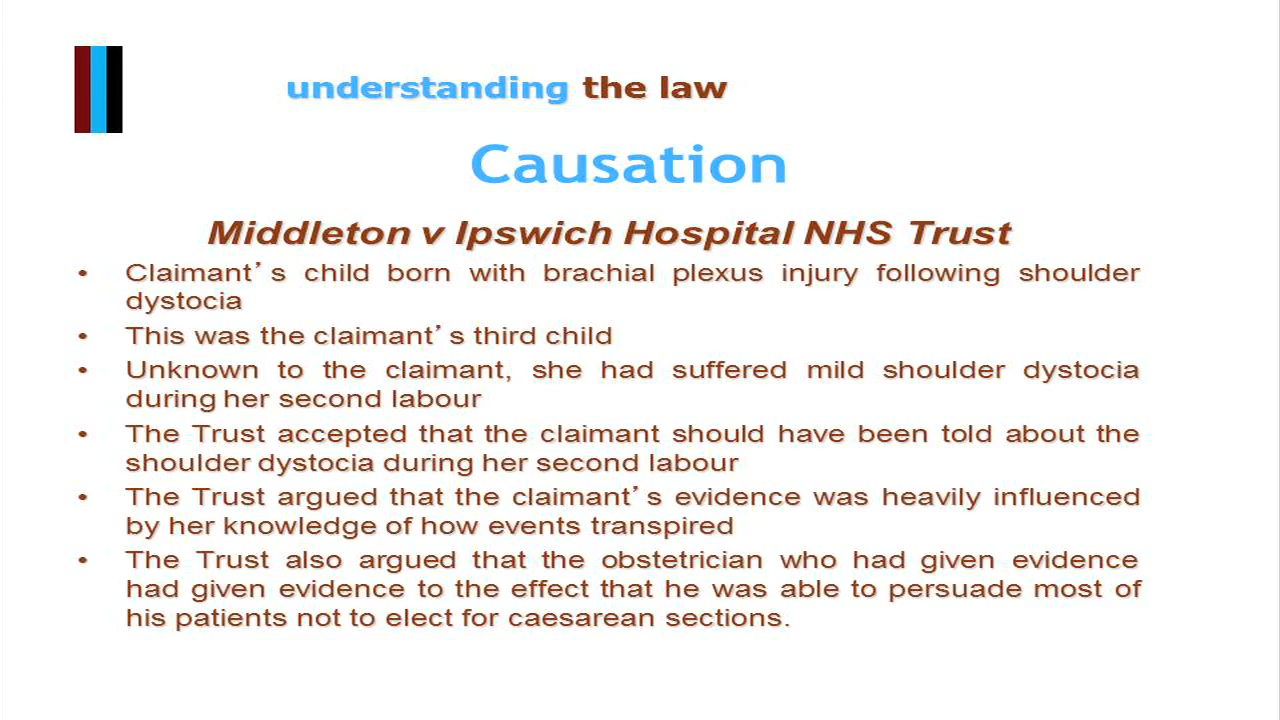 understanding the law
Causation
Middleton v Ipswich Hospital NHS Trust
• Claimant’s child born with brachial plexus injury following shoulder
dystocia
• This was the claimant’s third child
• Unknown to the claimant, she had suffered mild shoulder dystocia
during her second labour
• The Trust accepted that the claimant should have been told about the
shoulder dystocia during her second labour
• The Trust argued that the claimant’s evidence was heavily influenced
by her knowledge of how events transpired
• The Trust also argued that the obstetrician who had given evidence
had given evidence to the effect that he was able to persuade most of
his patients not to elect for caesarean sections.